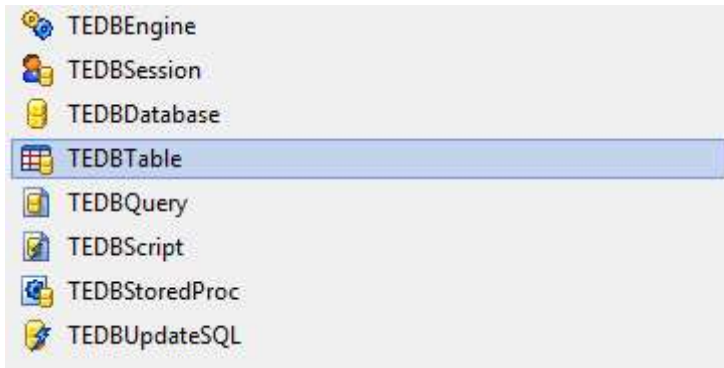 TEDBEngine
TEDBSession
TEDBDatabase
TEDBTable
TEDBQuery
TEDBScript
TEDBStoredProc
TEDBUpdateSQL